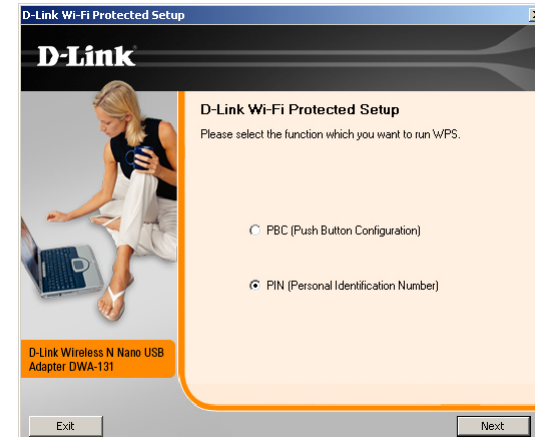 D-Link Wi-Fi Protected Setup
D-Link
D-Link Wi-Fi Protected Setup
Please select the function which you want to run WPS.
PBC (Push Button Configuration)
PIN (Personal Identification Number)
D-Link Wireless N Nano USB
Adapter DWA-131
Exit
Next